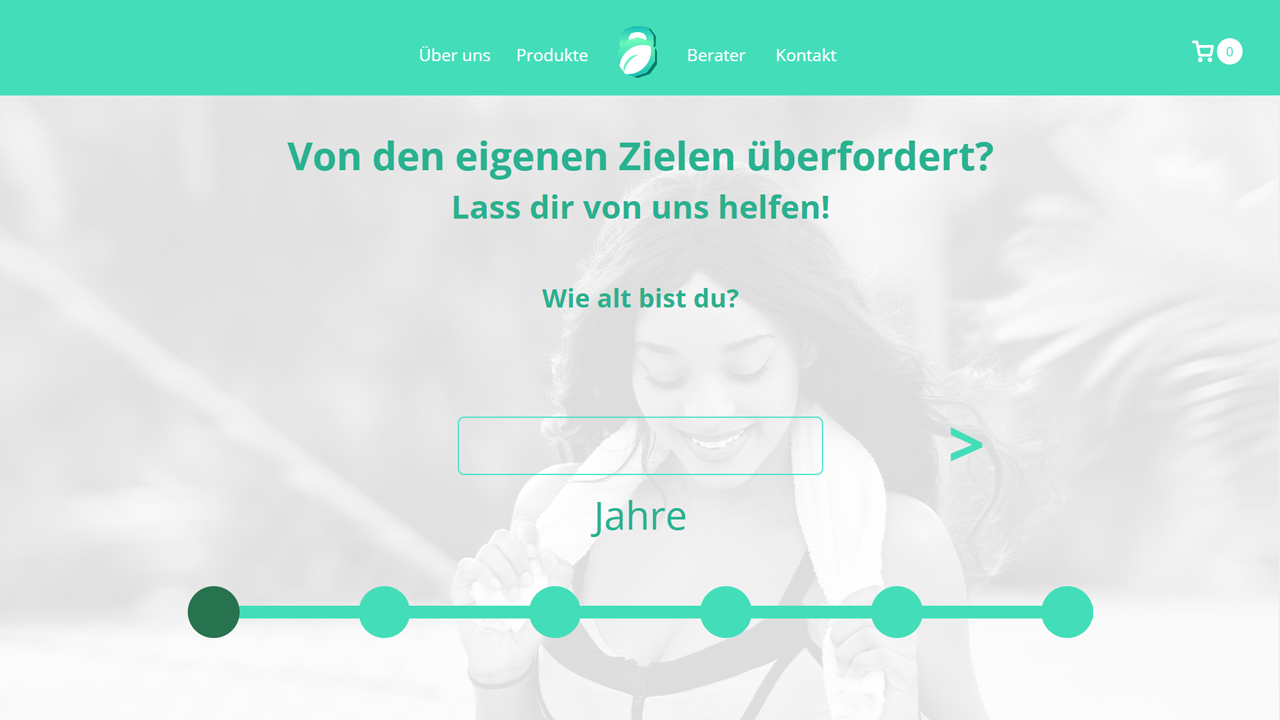 Über uns Produkte Berater Kontakt 0
Von den eigenen Zielen überfordert?
Lass dir von uns helfen!
Wie alt bist du?
>
Jahre